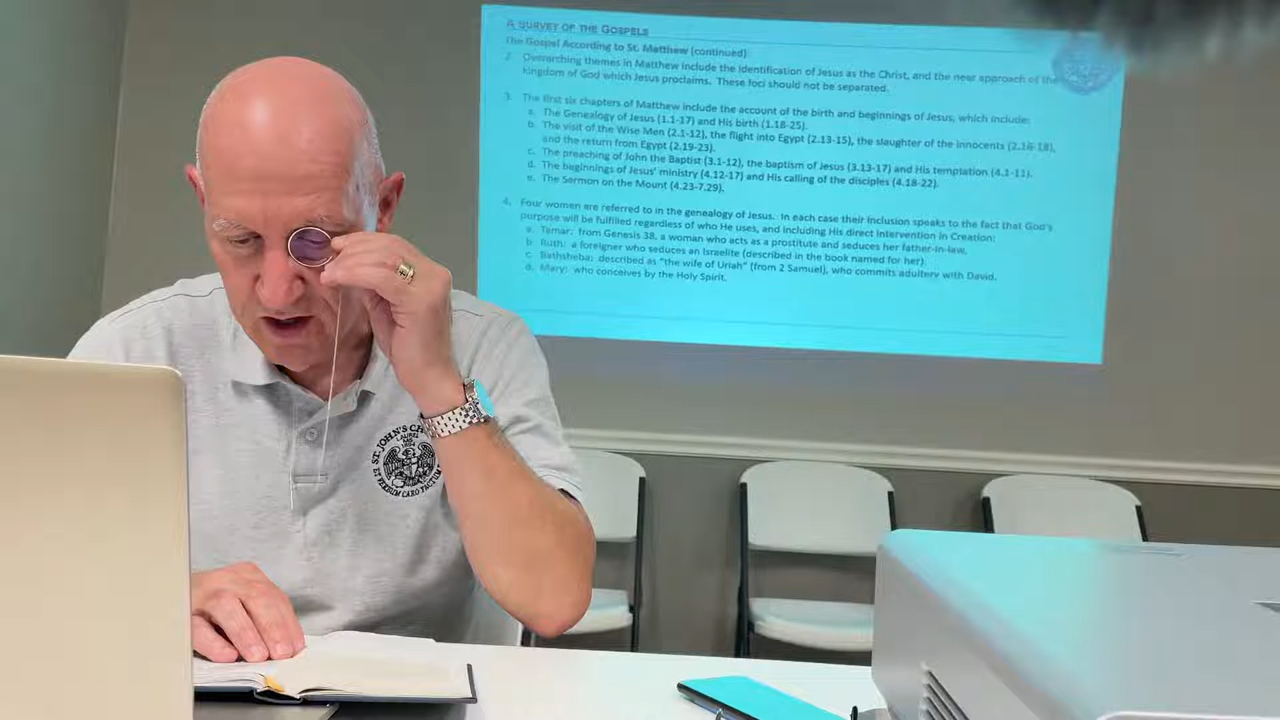 A SURVEY OF THE GOSPELS
The Gospel According to St. Matthew (continued)
2. Overarching themes in Matthew include the identification of Jesus as the Christ, and the near approach of the
kingdom of God which Jesus proclaims. These foci should not be separated.
3. The first six chapters of Matthew include the account of the birth and beginnings of Jesus, which include:
a. The Genealogy of Jesus (1.1-17) and His birth (1.18-25).
b. The visit of the Wise Men (2.1-12), the flight into Egypt (2.13-15), the slaughter of the innocents (2.16-18),
and the return from Egypt (2.19-23).
c. The preaching of John the Baptist (3.1-12), the baptism of Jesus (3.13-17) and His temptation (4.1-11).
d. The beginnings of Jesus' ministry (4.12-17) and His calling of the disciples (4.18-22).
e. The Sermon on the Mount (4.23-7.29).
4. Four women are referred to in the genealogy of Jesus. In each case their inclusion speaks to the fact that God's
purpose will be fulfilled regardless of who He uses, and including His direct intervention in Creation:
a. Tamar: from Genesis 38, a woman who acts as a prostitute and seduces her father-in-law.
b. Ruth: a foreigner who seduces an Israelite (described in the book named for her).
c. Bathsheba: described as "the wife of Uriah" (from 2 Samuel), who commits adultery with David.
d. Mary: who conceives by the Holy Spirit.
ST. JOHN'S CH
LAUREL
ET VERBUM CARO FACTUM